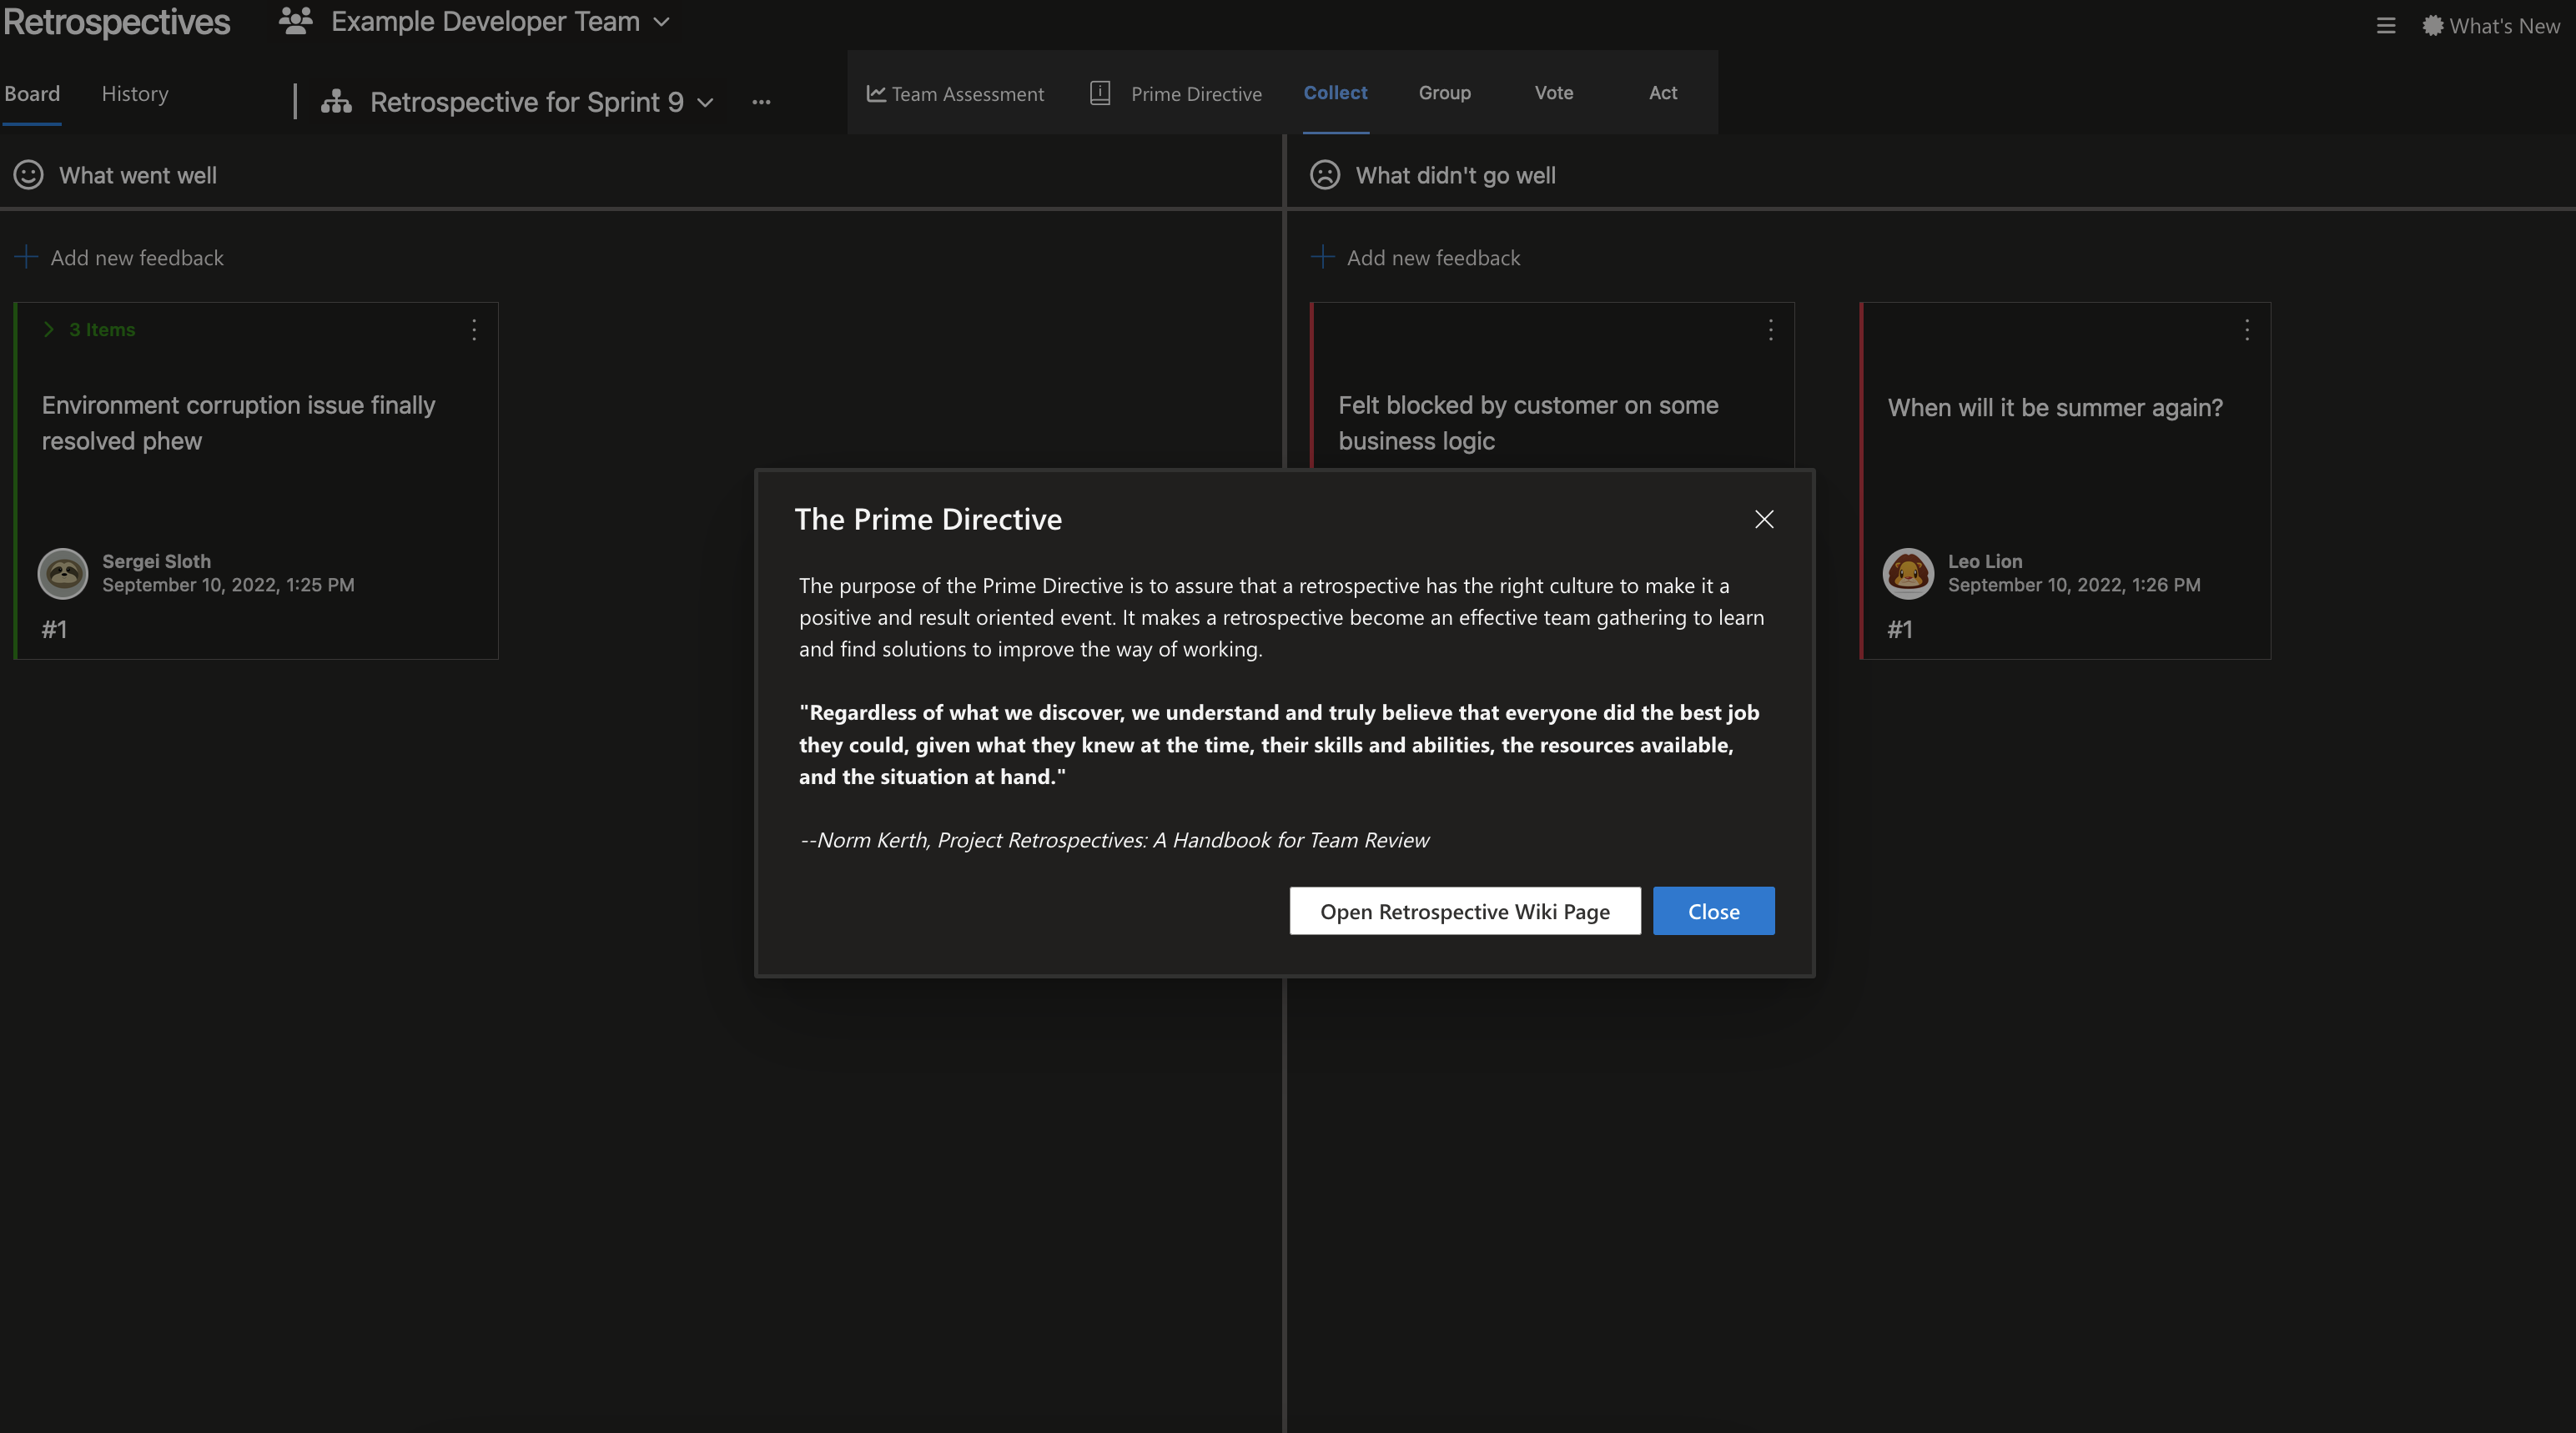 Retrospectives
Example Developer Team
What's New
Board
History
Retrospective for Sprint 9
Team Assessment
Prime Directive
Collect
Group
Vote
Act
What went well
What didn't go well
Add new feedback
Add new feedback
3 Items
Environment corruption issue finally
resolved phew
Sergei Sloth
September 10, 2022, 1:25 PM
#1
Felt blocked by customer on some
business logic
When will it be summer again?
Leo Lion
September 10, 2022, 1:26 PM
#1
The Prime Directive
The purpose of the Prime Directive is to assure that a retrospective has the right culture to make it a
positive and result oriented event. It makes a retrospective become an effective team gathering to learn
and find solutions to improve the way of working.
"Regardless of what we discover, we understand and truly believe that everyone did the best job
they could, given what they knew at the time, their skills and abilities, the resources available,
and the situation at hand."
--Norm Kerth, Project Retrospectives: A Handbook for Team Review
Open Retrospective Wiki Page
Close